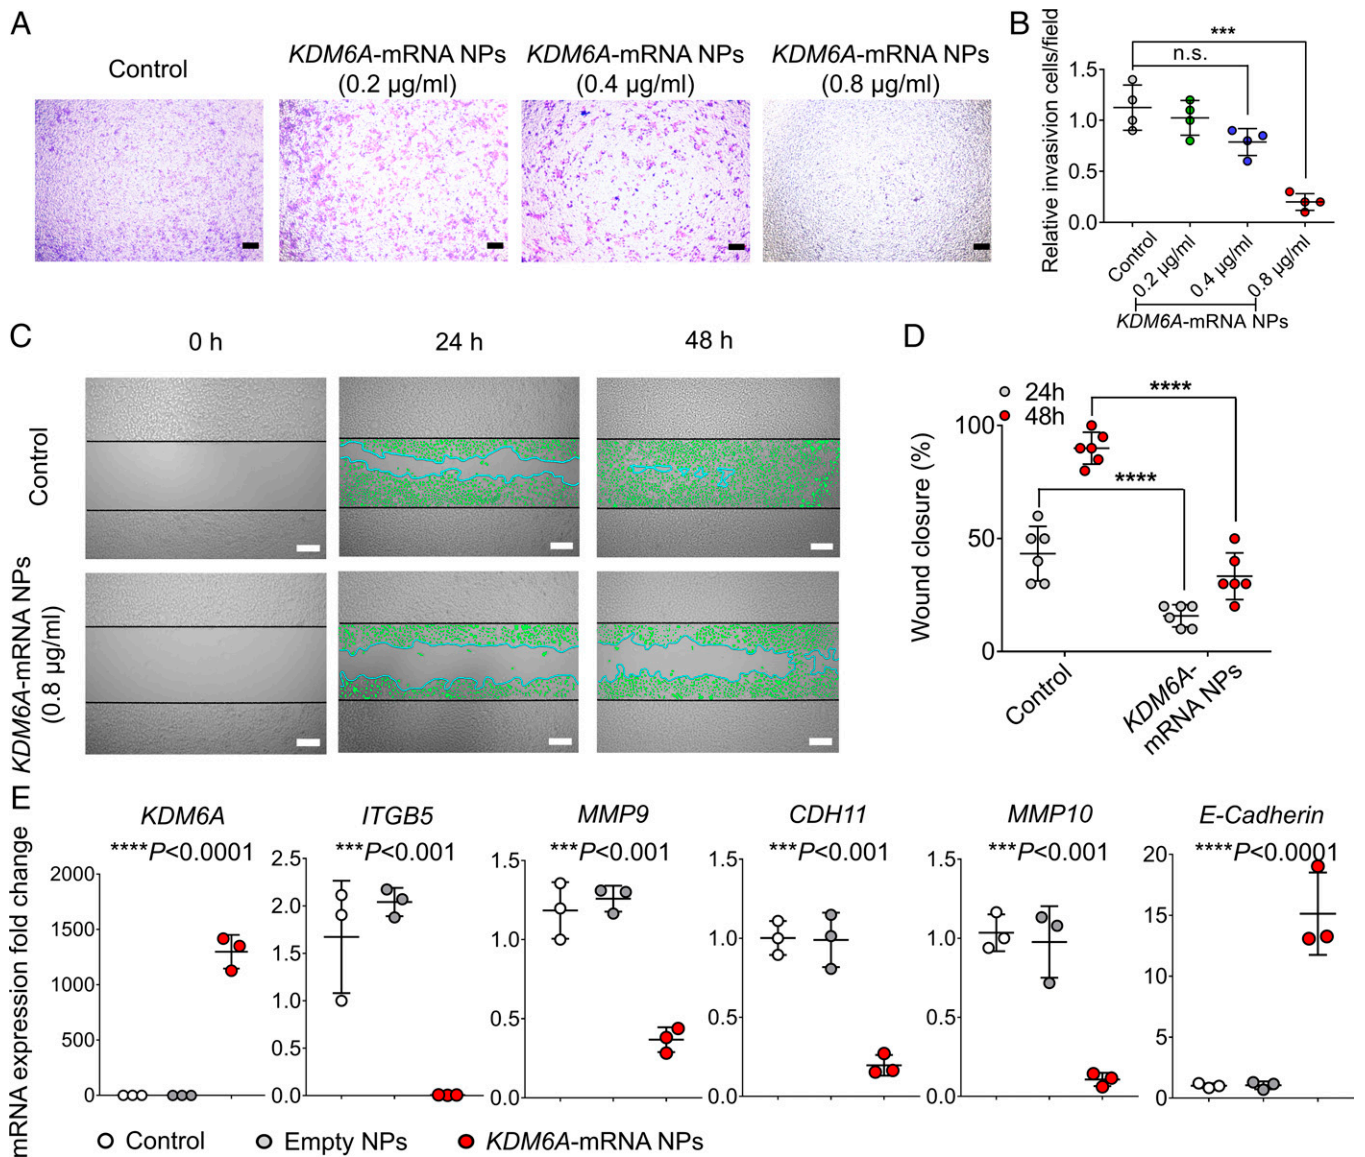 A
Control
KDM6A-mRNA NPs
(0.2 µg/ml)
KDM6A-mRNA NPs
(0.4 µg/ml)
KDM6A-mRNA NPs
(0.8 µg/ml)
B
***
n.s.
Relative invasivion cells/field
1.5
1.0
0.5
0.0
Control
0.2 µg/ml
0.4 µg/ml
0.8 µg/ml
KDM6A-mRNA NPs
C
0 h
24 h
48 h
Control
KDM6A-mRNA NPs
(0.8 µg/ml)
D
24h
48h
****
****
Wound closure (%)
100
50
0
Control
KDM6A-
mRNA NPs
E
mRNA expression fold change
KDM6A
****P<0.0001
2000
1500
1000
500
0
ITGB5
***P<0.001
2.5
2.0
1.5
1.0
0.5
0.0
MMP9
***P<0.001
1.5
1.0
0.5
0.0
CDH11
***P<0.001
1.5
1.0
0.5
0.0
MMP10
***P<0.001
1.5
1.0
0.5
0.0
E-Cadherin
****P<0.0001
20
15
10
5
0
Control
Empty NPs
KDM6A-mRNA NPs